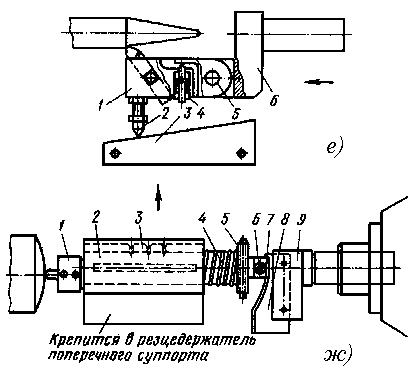 1 2 3 4 5 6
е)
1 2 3 4 5 6 7 8 9
Крепится в резцедержатель
поперечного суппорта
ж)